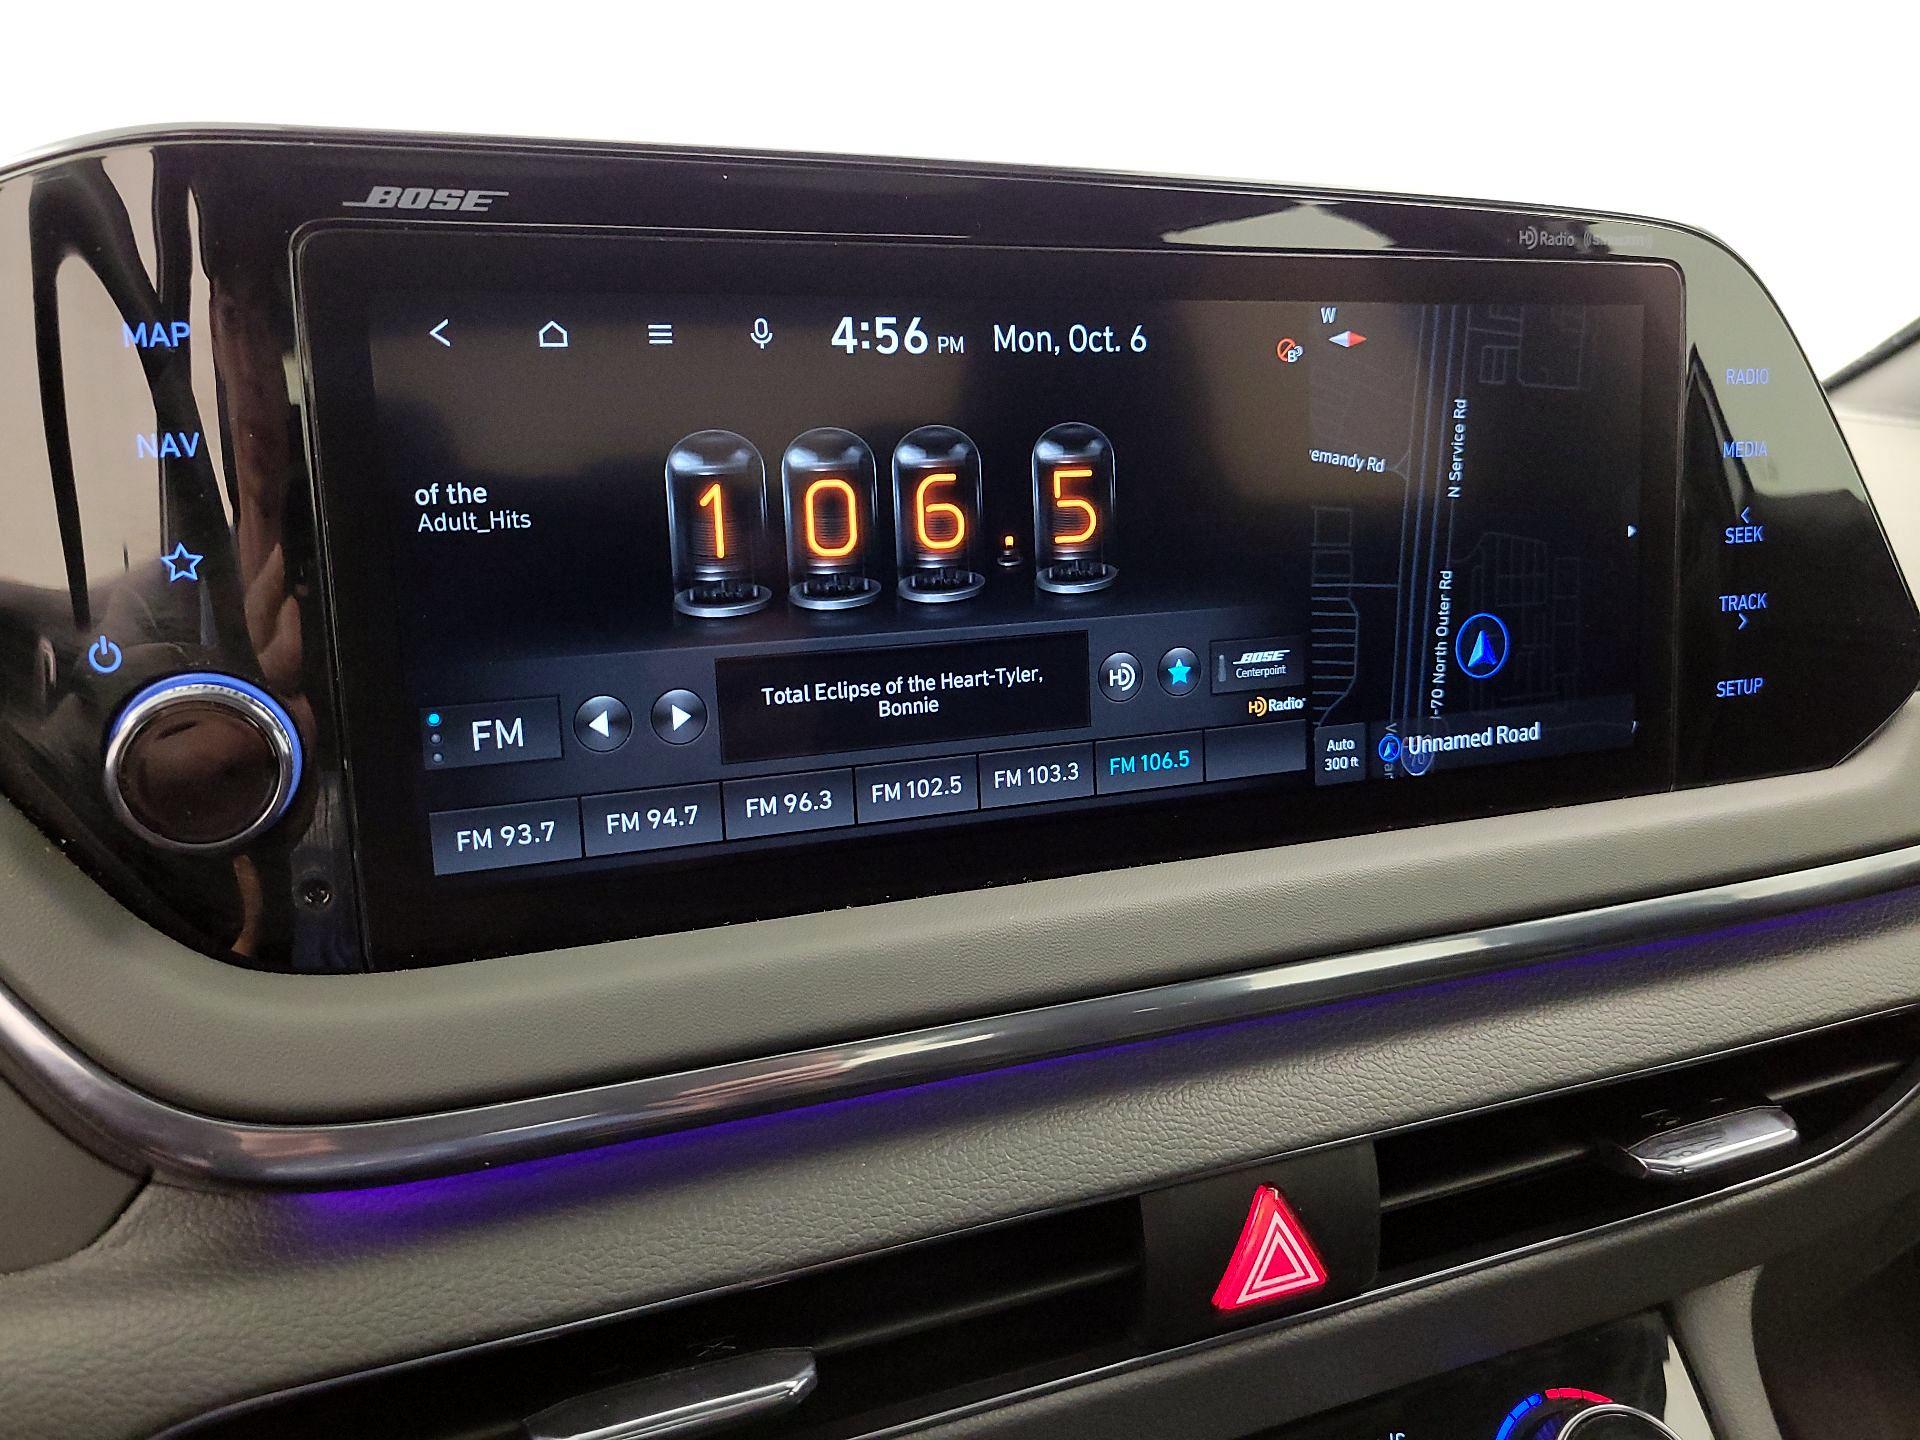 BOSE
HD Radio
MAP
NAV
4:56 PM
Mon, Oct. 6
W
B
of the
Adult_Hits
106.5
FM
Total Eclipse of the Heart-Tyler,
Bonnie
HD
BOSE
Centerpoint
HD Radio
FM 93.7
FM 94.7
FM 96.3
FM 102.5
FM 103.3
FM 106.5
emandy Rd
N Service Rd
I-70 North Outer Rd
Auto
300 ft
70
Unnamed Road
RADIO
MEDIA
SEEK
TRACK
SETUP